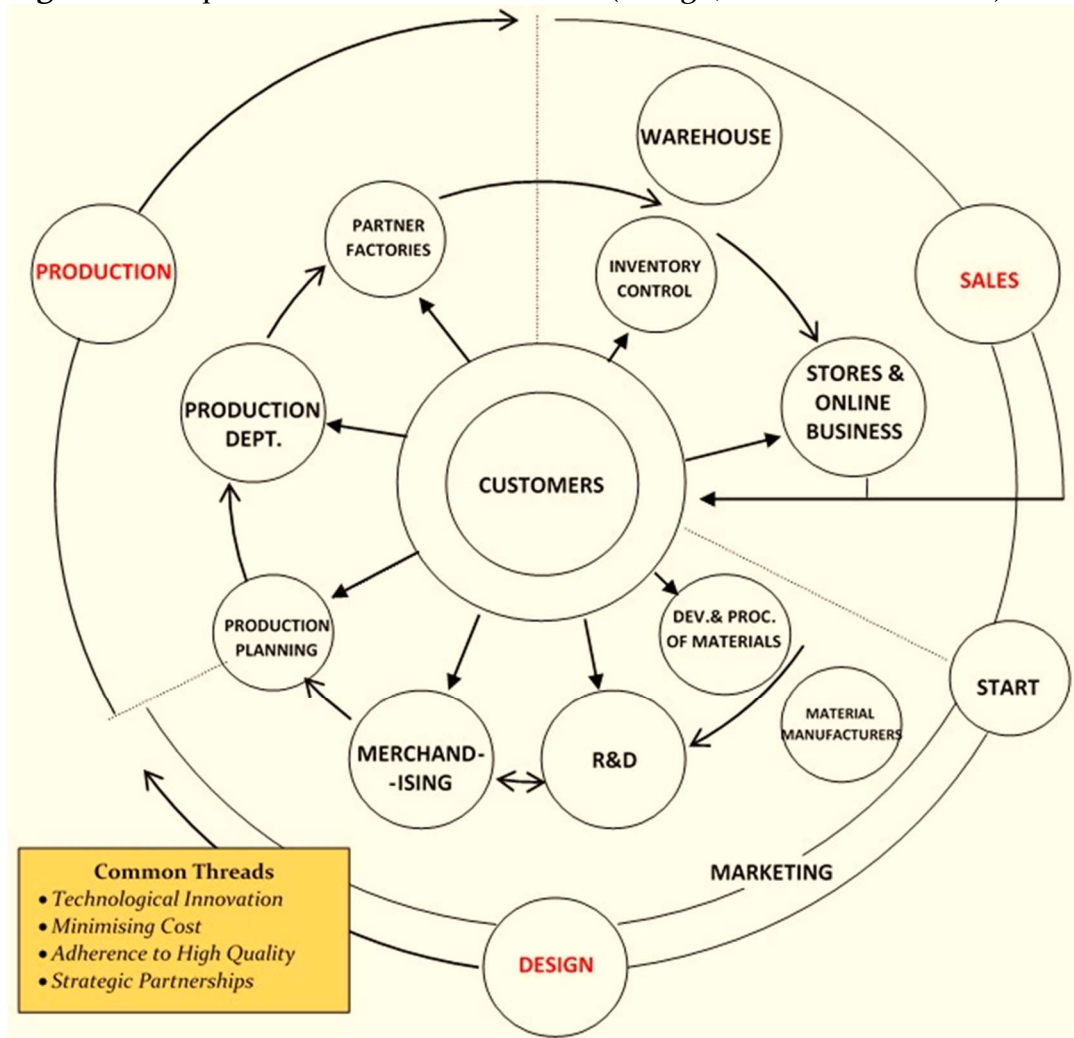 WAREHOUSE
PARTNER
FACTORIES
PRODUCTION
INVENTORY
CONTROL
SALES
PRODUCTION
DEPT.
STORES &
ONLINE
BUSINESS
CUSTOMERS
PRODUCTION
PLANNING
DEV.& PROC.
OF MATERIALS
START
MATERIAL
MANUFACTURERS
MERCHAND-
-ISING
R&D
MARKETING
Common Threads
• Technological Innovation
• Minimising Cost
• Adherence to High Quality
• Strategic Partnerships
DESIGN